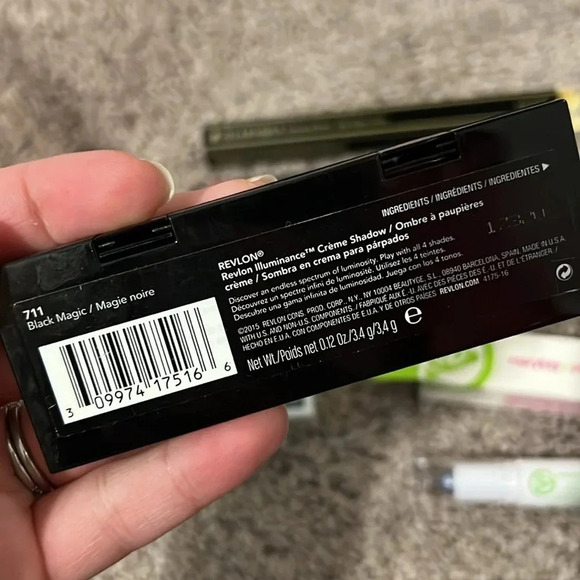 711
Black Magic / Magie noire
3 09974 17516 6
INGREDIENTS / INGRÉDIENTS / INGREDIENTES ▶
REVLON®
Revlon Illuminance™ Crème Shadow / Ombre à paupières
crème / Sombra en crema para párpados
Discover an endless spectrum of luminosity. Play with all 4 shades.
Découvrez un spectre infini de luminosité. Utilisez les 4 teintes.
Descubre una gama infinita de luminosidad. Juega con los 4 tonos.
©2015 REVLON CONS. PROD. CORP., N.Y., NY 10004 BEAUTYGE, S.L., 08940 BARCELONA, SPAIN, MADE IN U.S.A.
WITH U.S. AND NON-U.S. COMPONENTS / FABRIQUÉ AUX É.-U. AVEC DES PIÈCES DES É.-U. ET DE L'ÉTRANGER /
HECHO EN E.U.A. CON COMPONENTES DE E.U.A. Y DE OTROS PAÍSES. REVLON.COM 4175-16
Net Wt/Poids net 0.12 Oz/3,4 g/3.4 g ℮